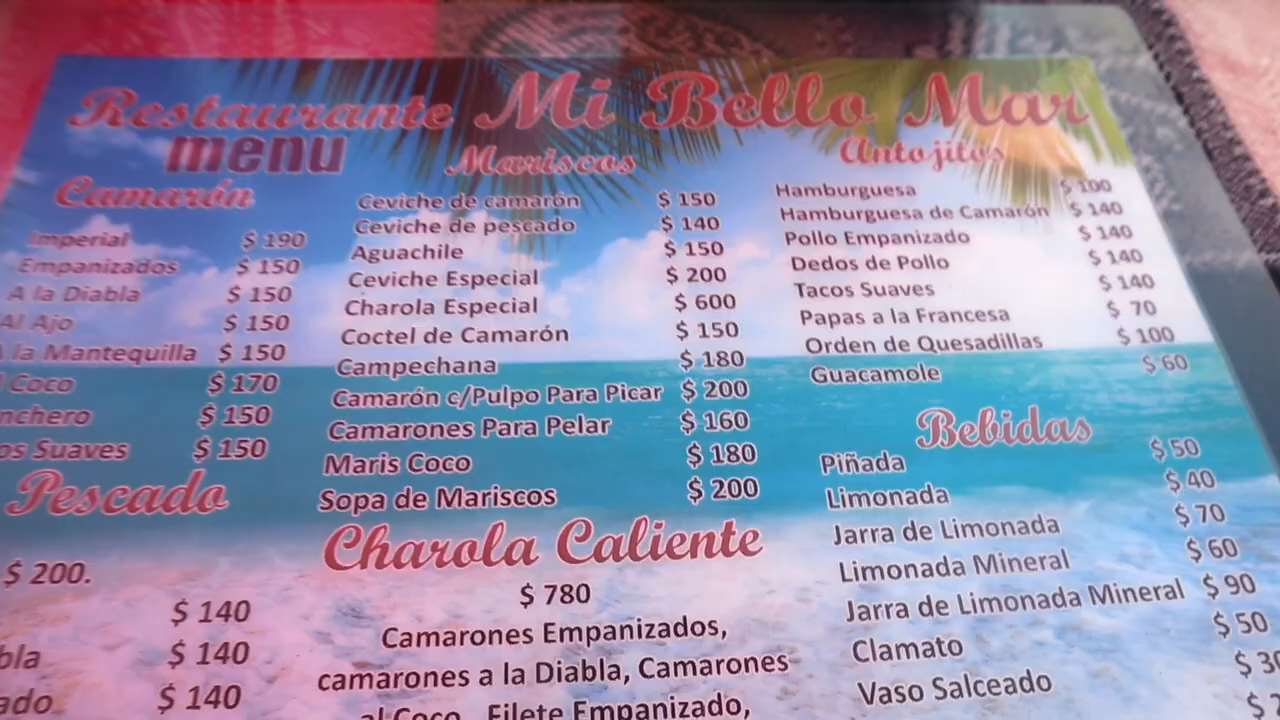 Restaurante Mi Bello Mar
menu
Camarón
Imperial $ 190
Empanizados $ 150
A la Diabla $ 150
Al Ajo $ 150
la Mantequilla $ 150
Coco $ 170
nchero $ 150
os Suaves $ 150
Pescado
$ 200.
$ 140
bla $ 140
ado $ 140
Mariscos
Ceviche de camarón $ 150
Ceviche de pescado $ 140
Aguachile $ 150
Ceviche Especial $ 200
Charola Especial $ 600
Coctel de Camarón $ 150
Campechana $ 180
Camarón c/Pulpo Para Picar $ 200
Camarones Para Pelar $ 160
Maris Coco $ 180
Sopa de Mariscos $ 200
Charola Caliente
$ 780
Camarones Empanizados,
camarones a la Diabla, Camarones
al Coco, Filete Empanizado,
Antojitos
Hamburguesa $ 100
Hamburguesa de Camarón $ 140
Pollo Empanizado $ 140
Dedos de Pollo $ 140
Tacos Suaves $ 140
Papas a la Francesa $ 70
Orden de Quesadillas $ 100
Guacamole $ 60
Bebidas
Piñada $ 50
Limonada $ 40
Jarra de Limonada $ 70
Limonada Mineral $ 60
Jarra de Limonada Mineral $ 90
Clamato $ 50
Vaso Salceado $ 30